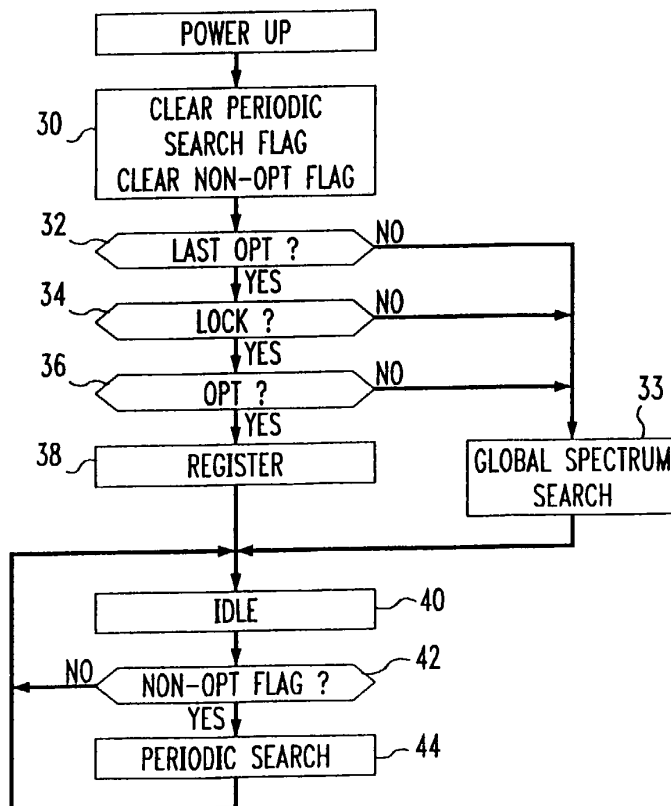 POWER UP
30
CLEAR PERIODIC
SEARCH FLAG
CLEAR NON-OPT FLAG
32
LAST OPT ?
NO
YES
34
LOCK ?
NO
YES
36
OPT ?
NO
YES
33
38
REGISTER
GLOBAL SPECTRUM
SEARCH
IDLE
40
NO
NON-OPT FLAG ?
42
YES
PERIODIC SEARCH
44